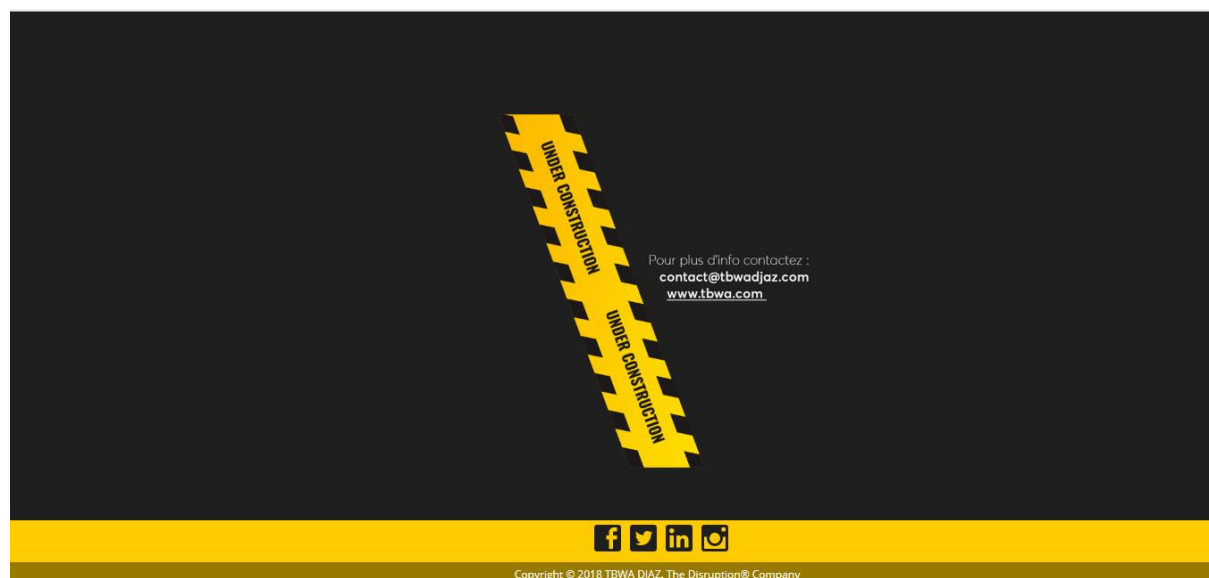 UNDER CONSTRUCTION
UNDER CONSTRUCTION
Pour plus d'info contactez :
contact@tbwadjaz.com
www.tbwa.com
Copyright © 2018 TBWA DJAZ, The Disruption® Company